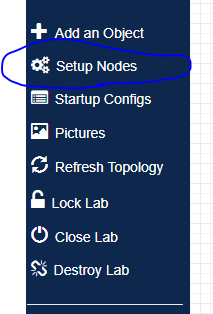 Add an Object
Setup Nodes
Startup Configs
Pictures
Refresh Topology
Lock Lab
Close Lab
Destroy Lab